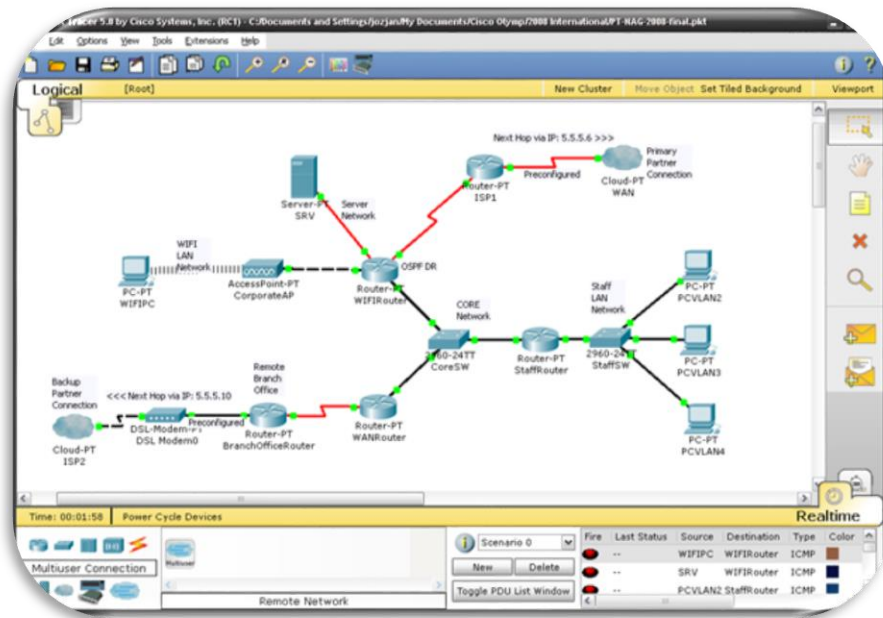 Tracer 5.0 by Cisco Systems, Inc. (RC1) - C:/Documents and Settings/jozjan/My Documents/Cisco Olymp/2008 International/PT-NAG-2008-final.pkt
Edit Options View Tools Extensions Help
Logical [Root] New Cluster Move Object Set Tiled Background Viewport
Next Hop via IP: 5.5.5.6 >>>
Primary
Partner
Connection
Router-PT
ISP1
Preconfigured
Cloud-PT
WAN
Server-PT
SRV
Server
Network
WIFI
LAN
Network
PC-PT
WIFIPC
AccessPoint-PT
CorporateAP
OSPF DR
Router-PT
WIFIRouter
CORE
Network
2960-24TT
CoreSW
Router-PT
StaffRouter
Staff
LAN
Network
2960-24TT
StaffSW
PC-PT
PCVLAN2
PC-PT
PCVLAN3
PC-PT
PCVLAN4
Remote
Branch
Office
Backup
Partner
Connection
<<< Next Hop via IP: 5.5.5.10
Preconfigured
Cloud-PT
ISP2
DSL-Modem-PT
DSL Modem0
Router-PT
BranchOfficeRouter
Router-PT
WANRouter
Time: 00:01:58 Power Cycle Devices Realtime
Multiuser Connection
Multiuser
Remote Network
Scenario 0
New Delete
Toggle PDU List Window
Fire Last Status Source Destination Type Color
-- WIFIPC WIFIRouter ICMP
-- SRV WIFIRouter ICMP
-- PCVLAN2 StaffRouter ICMP